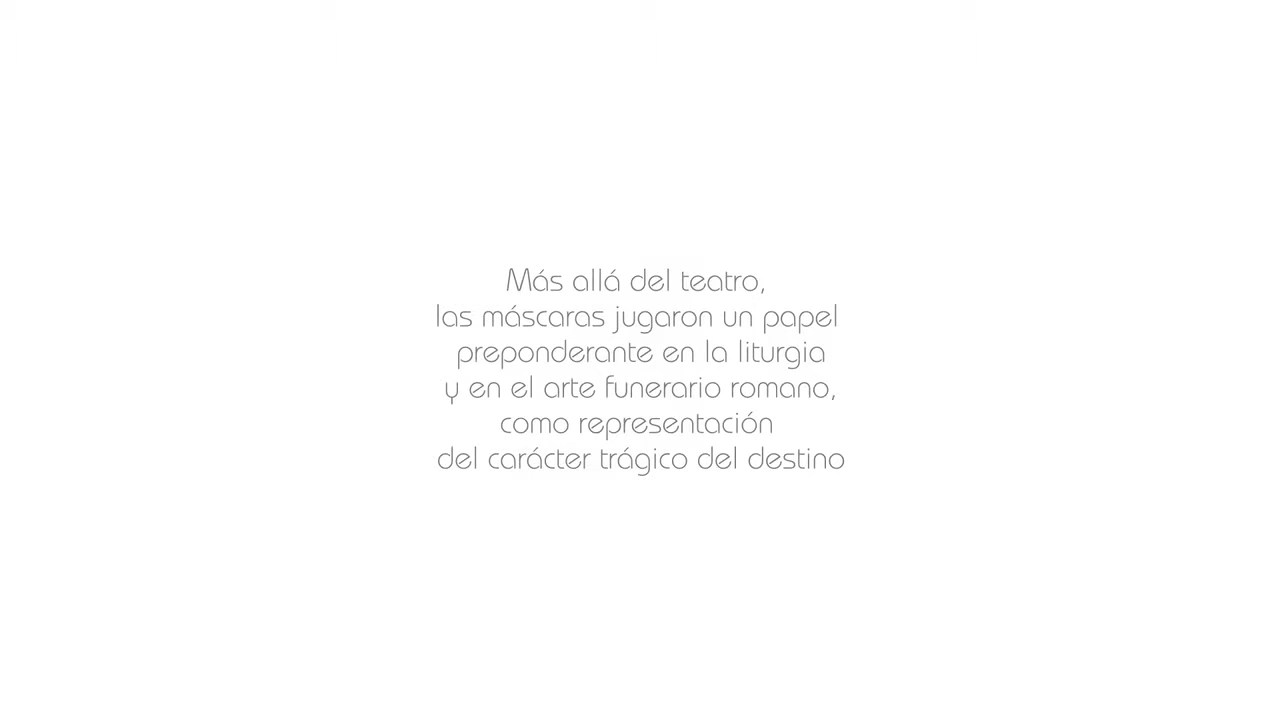 Más allá del teatro,
las máscaras jugaron un papel
preponderante en la liturgia
y en el arte funerario romano,
como representación
del carácter trágico del destino